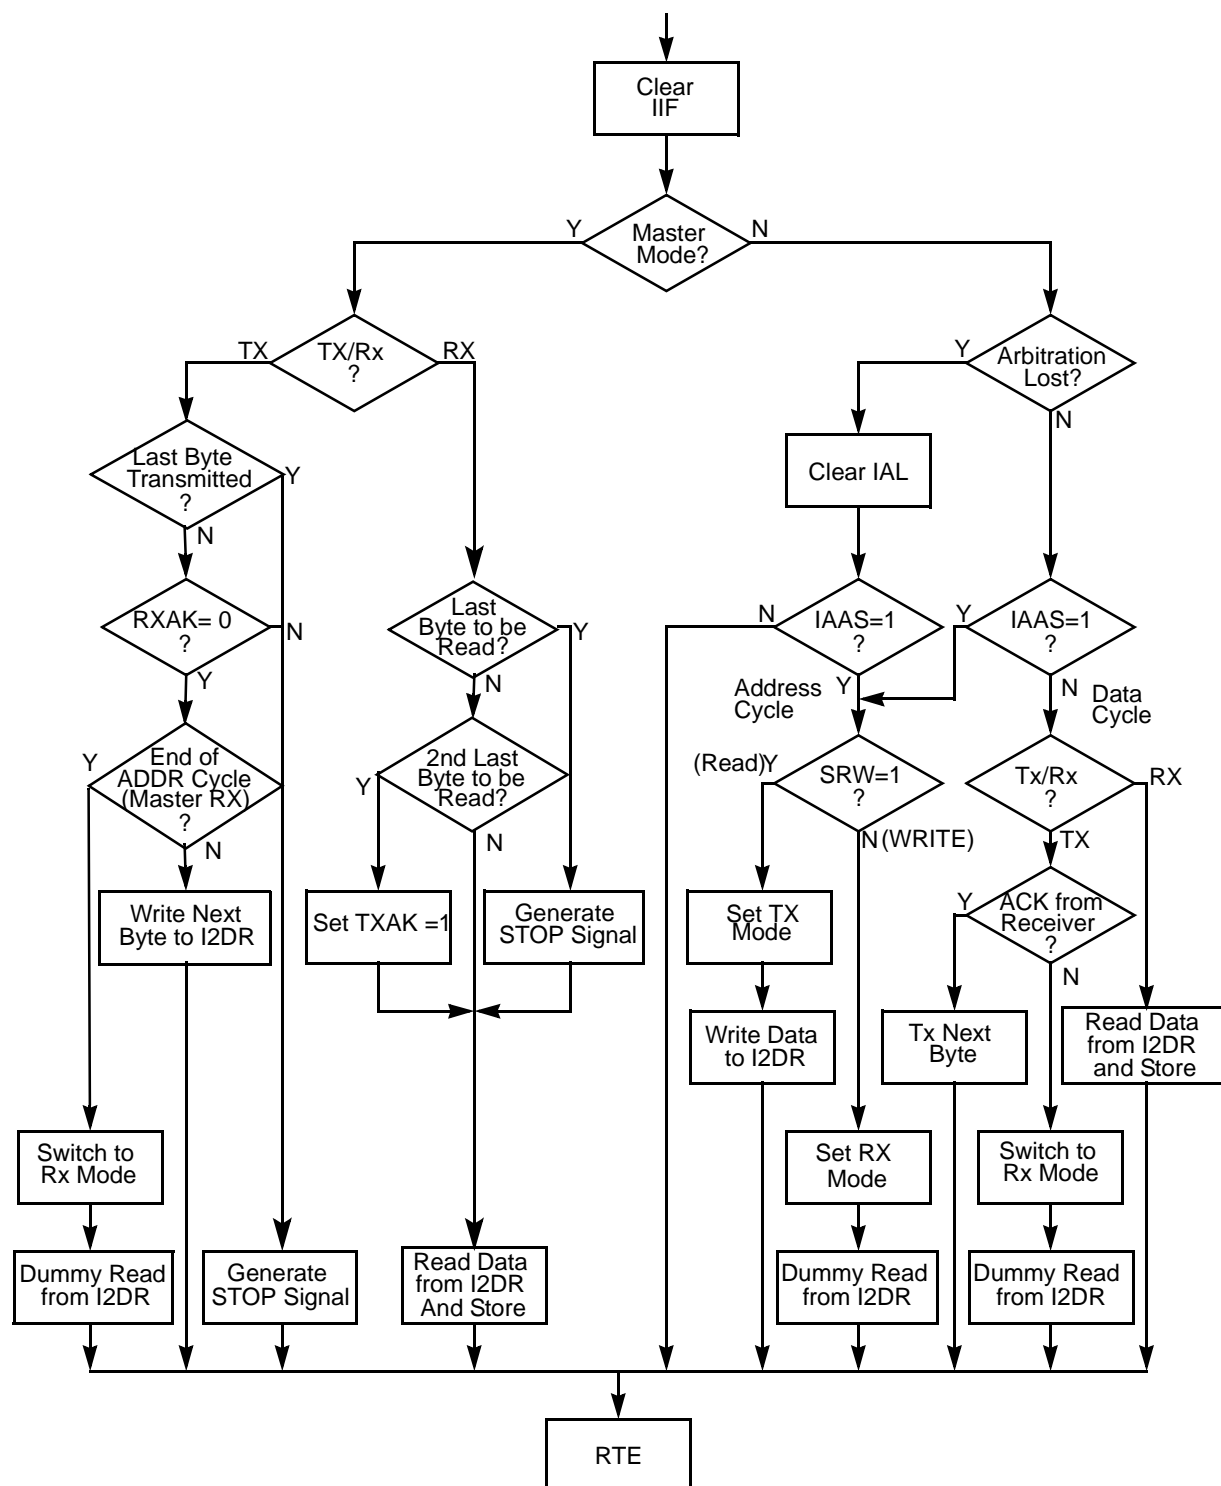 Clear
IIF
Y
Master
Mode?
N
TX
TX/Rx
?
RX
Y
Arbitration
Lost?
N
Last Byte
Transmitted
?
Y
N
Clear IAL
RXAK= 0
?
N
Y
Last
Byte to be
Read?
Y
N
N
IAAS=1
?
Y
Y
IAAS=1
?
N
Address
Cycle
Data
Cycle
Y
End of
ADDR Cycle
(Master RX)
?
N
Y
2nd Last
Byte to be
Read?
N
(Read)Y
SRW=1
?
N(WRITE)
Tx/Rx
?
RX
TX
Write Next
Byte to I2DR
Set TXAK =1
Generate
STOP Signal
Set TX
Mode
Y
ACK from
Receiver
?
N
Write Data
to I2DR
Tx Next
Byte
Read Data
from I2DR
and Store
Switch to
Rx Mode
Set RX
Mode
Switch to
Rx Mode
Dummy Read
from I2DR
Generate
STOP Signal
Read Data
from I2DR
And Store
Dummy Read
from I2DR
Dummy Read
from I2DR
RTE